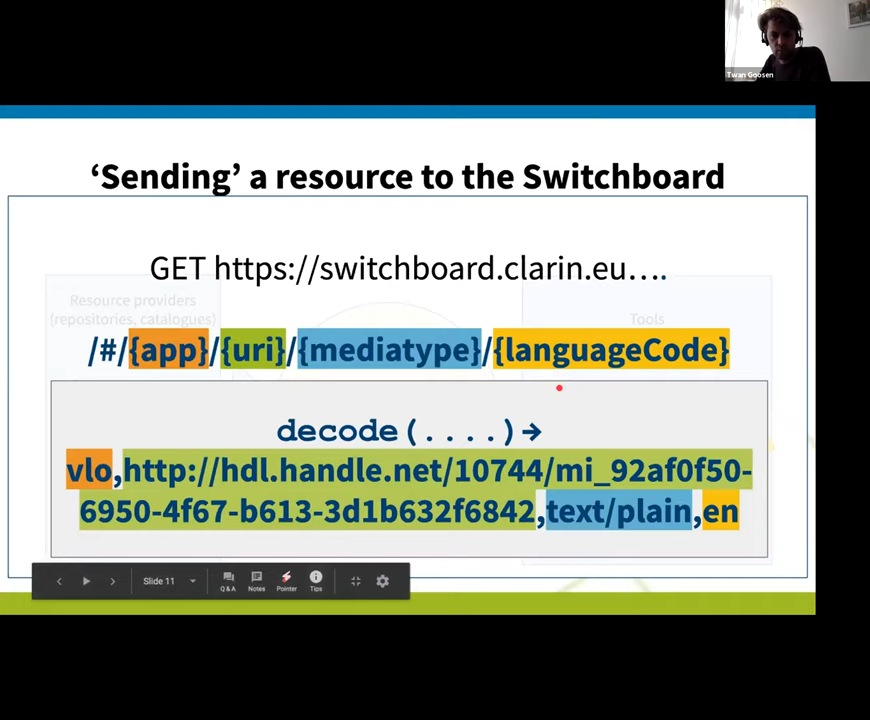 Twan Goosen
‘Sending’ a resource to the Switchboard
GET https://switchboard.clarin.eu….
Resource providers
(repositories, catalogues)
Tools
/#/{app}/{uri}/{mediatype}/{languageCode}
decode(....)→
vlo,http://hdl.handle.net/10744/mi_92af0f50-
6950-4f67-b613-3d1b632f6842,text/plain,en
Slide 11
Q & A
Notes
Pointer
Tips